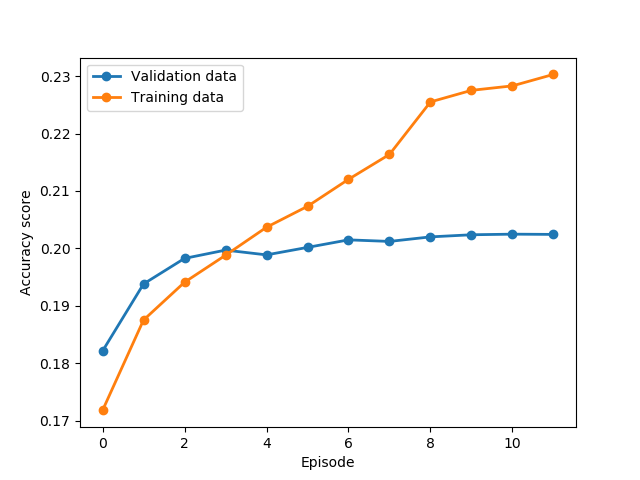 Validation data
Training data
0.23
0.22
0.21
0.20
0.19
0.18
0.17
Accuracy score
0 2 4 6 8 10
Episode